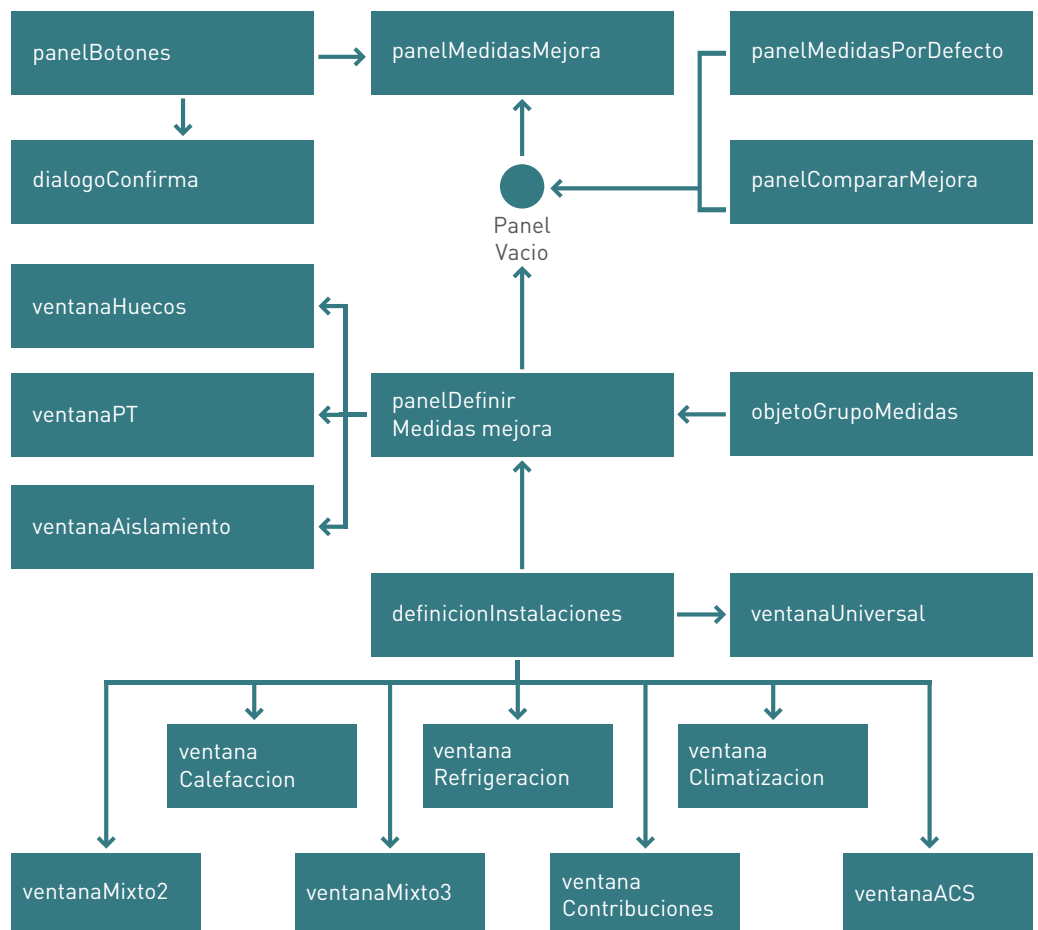 panelBotones
panelMedidasMejora
panelMedidasPorDefecto
dialogoConfirma
panelCompararMejora
Panel
Vacio
ventanaHuecos
ventanaPT
panelDefinir
Medidas mejora
objetoGrupoMedidas
ventanaAislamiento
definicionInstalaciones
ventanaUniversal
ventana
Calefaccion
ventana
Refrigeracion
ventana
Climatizacion
ventanaMixto2
ventanaMixto3
ventana
Contribuciones
ventanaACS